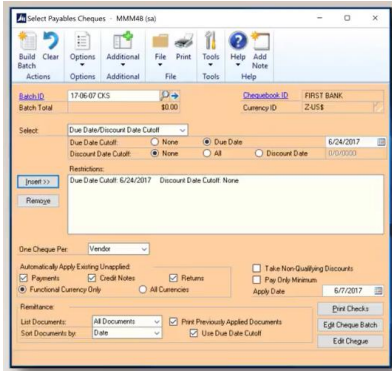 Select Payables Cheques - MMM48 (sa)
Build Batch Clear Options Additional File Print Tools Help Add Note
Actions Options Additional File Tools Help
Batch ID 17-06-07 CKS Chequebook ID FIRST BANK
Batch Total $0.00 Currency ID Z-US$
Select: Due Date/Discount Date Cutoff
Due Date Cutoff: None Due Date 6/24/2017
Discount Date Cutoff: None All Discount Date 0/0/0000
Restrictions:
Insert >> Due Date Cutoff: 6/24/2017 Discount Date Cutoff: None
Remove
One Cheque Per: Vendor
Automatically Apply Existing Unapplied: Take Non-Qualifying Discounts
Payments Credit Notes Returns Pay Only Minimum
Functional Currency Only All Currencies Apply Date 6/7/2017
Remittance: Print Checks
List Documents: All Documents Print Previously Applied Documents Edit Cheque Batch
Sort Documents by: Date Use Due Date Cutoff Edit Cheque